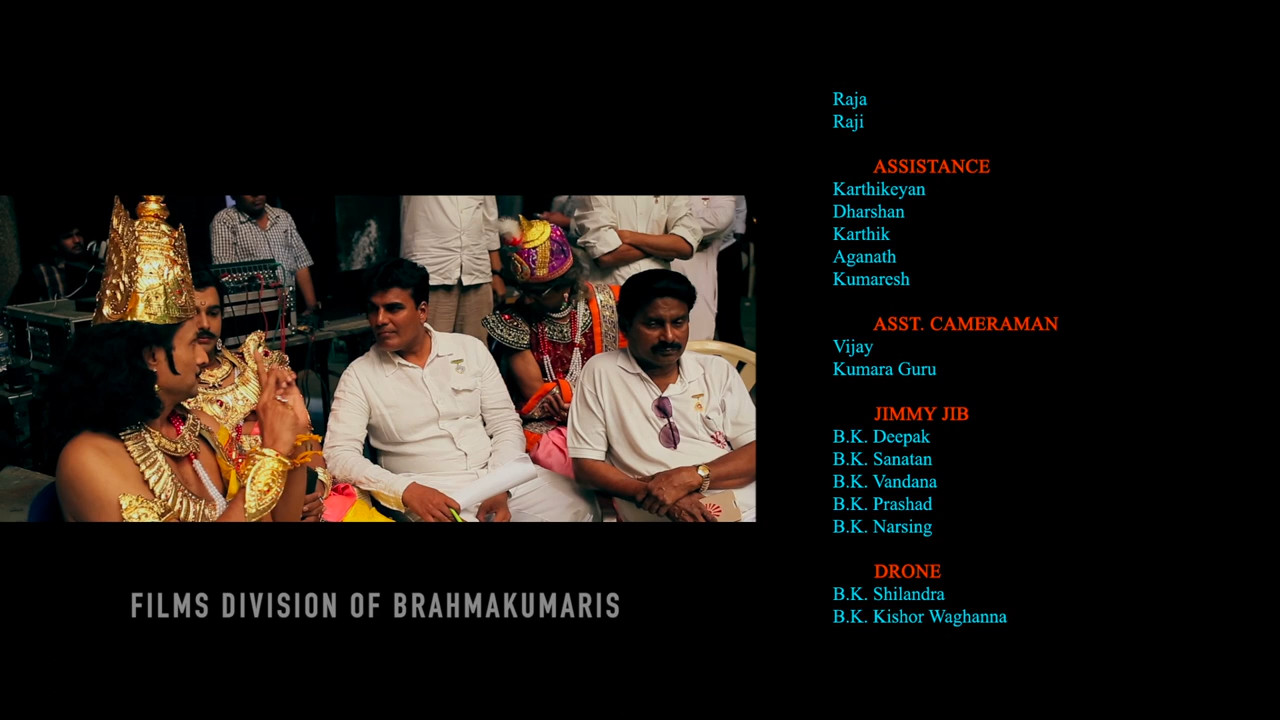 Raja
Raji
ASSISTANCE
Karthikeyan
Dharshan
Karthik
Aganath
Kumaresh
ASST. CAMERAMAN
Vijay
Kumara Guru
JIMMY JIB
B.K. Deepak
B.K. Sanatan
B.K. Vandana
B.K. Prashad
B.K. Narsing
DRONE
B.K. Shilandra
B.K. Kishor Waghanna
FILMS DIVISION OF BRAHMAKUMARIS